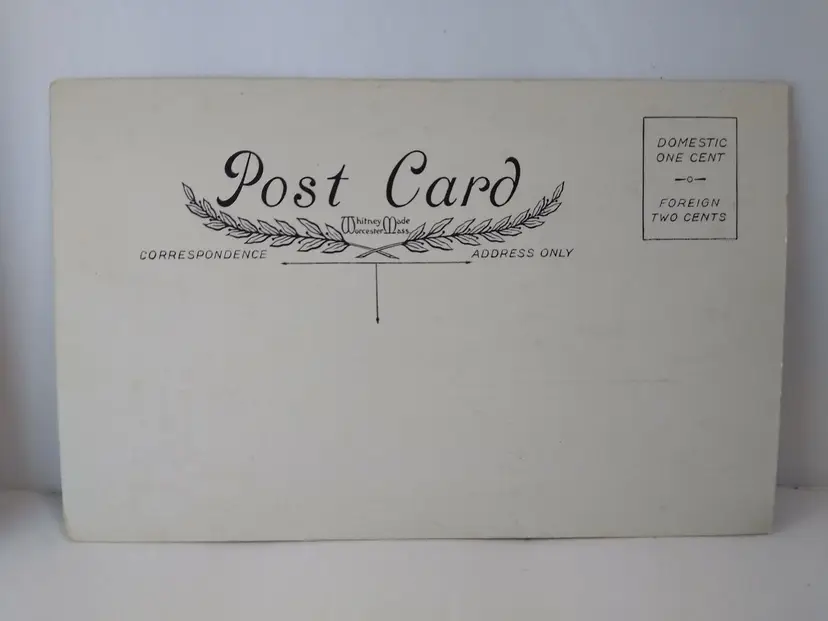 Post Card
Whitney Made
Worcester Mass.
CORRESPONDENCE
ADDRESS ONLY
DOMESTIC
ONE CENT
FOREIGN
TWO CENTS